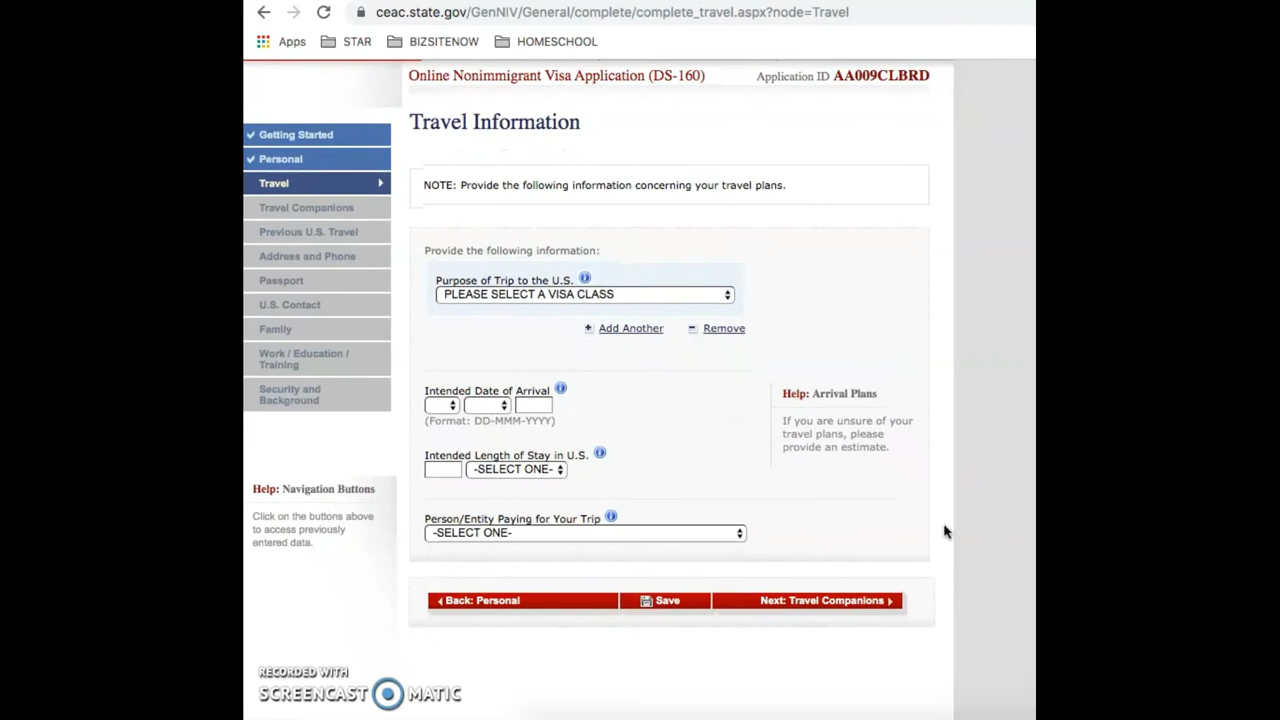 ceac.state.gov/GenNIV/General/complete/complete_travel.aspx?node=Travel
Apps STAR BIZSITENOW HOMESCHOOL
Online Nonimmigrant Visa Application (DS-160) Application ID AA009CLBRD
Travel Information
Getting Started
Personal
Travel
Travel Companions
Previous U.S. Travel
Address and Phone
Passport
U.S. Contact
Family
Work / Education /
Training
Security and
Background
Help: Navigation Buttons
Click on the buttons above
to access previously
entered data.
NOTE: Provide the following information concerning your travel plans.
Provide the following information:
Purpose of Trip to the U.S.
PLEASE SELECT A VISA CLASS
Add Another Remove
Intended Date of Arrival
(Format: DD-MMM-YYYY)
Intended Length of Stay in U.S.
-SELECT ONE-
Help: Arrival Plans
If you are unsure of your
travel plans, please
provide an estimate.
Person/Entity Paying for Your Trip
-SELECT ONE-
Back: Personal Save Next: Travel Companions
RECORDED WITH
SCREENCAST MATIC